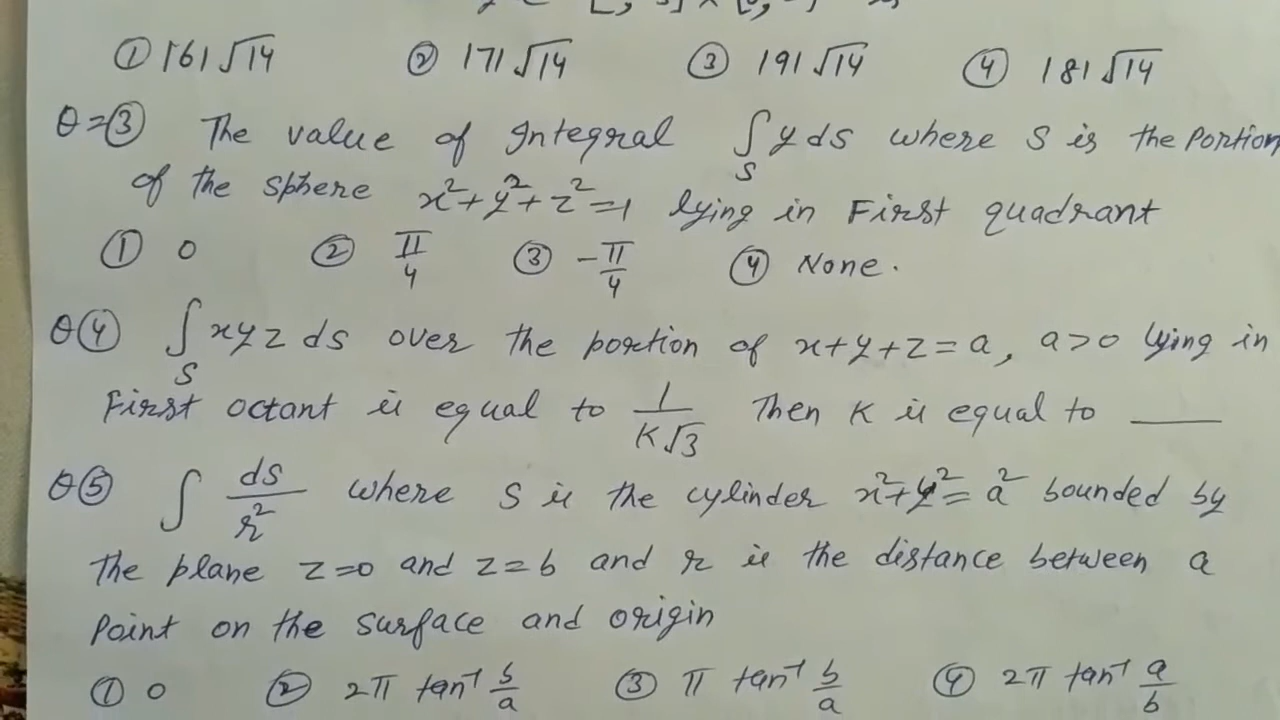 ① 161√14 ② 171√14 ③ 191√14 ④ 181√14
Q=③ The value of Integral ∫_S y ds where S is the Portion
of the sphere x²+y²+z²=1 lying in First quadrant
① 0 ② π/4 ③ -π/4 ④ None.
Q④ ∫_S xyz ds over the portion of x+y+z=a, a>0 lying in
First octant is equal to 1/K√3 Then K is equal to ____
Q⑤ ∫ ds/r² where S is the cylinder x²+y²=a² bounded by
the plane z=0 and z=b and r is the distance between a
Point on the surface and origin
① 0 ② 2π tan⁻¹ b/a ③ π tan⁻¹ b/a ④ 2π tan⁻¹ a/b